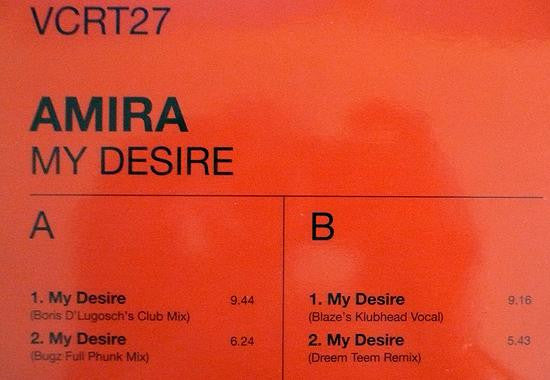 VCRT27
AMIRA
MY DESIRE
A
1. My Desire 9.44
(Boris D'Lugosch's Club Mix)
2. My Desire 6.24
(Bugz Full Phunk Mix)
B
1. My Desire 9.16
(Blaze's Klubhead Vocal)
2. My Desire 5.43
(Dreem Teem Remix)